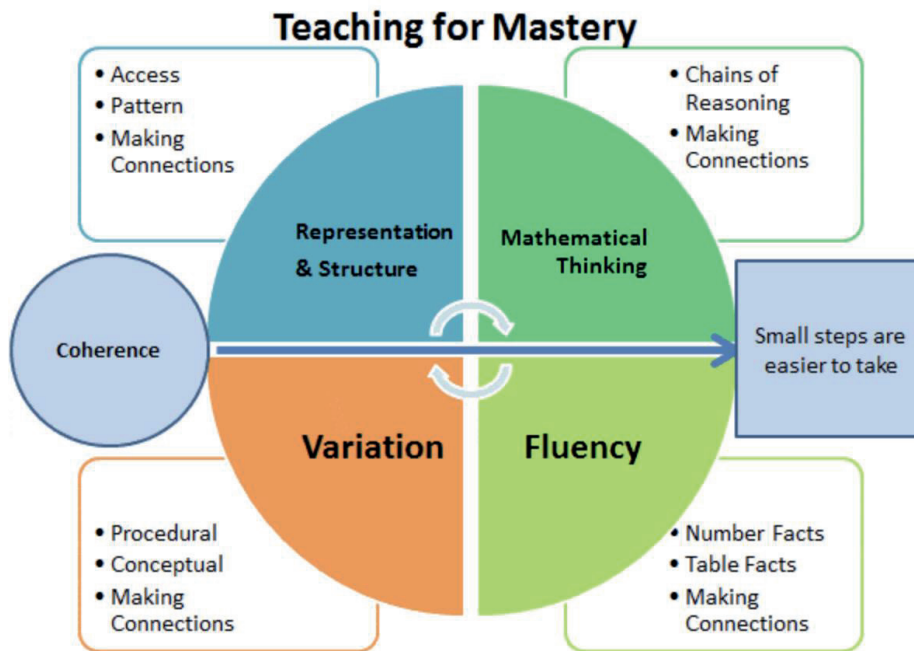 Teaching for Mastery
• Access
• Pattern
• Making
Connections
• Chains of
Reasoning
• Making
Connections
Representation
& Structure
Mathematical
Thinking
Coherence
Small steps are
easier to take
Variation
Fluency
• Procedural
• Conceptual
• Making
Connections
• Number Facts
• Table Facts
• Making
Connections